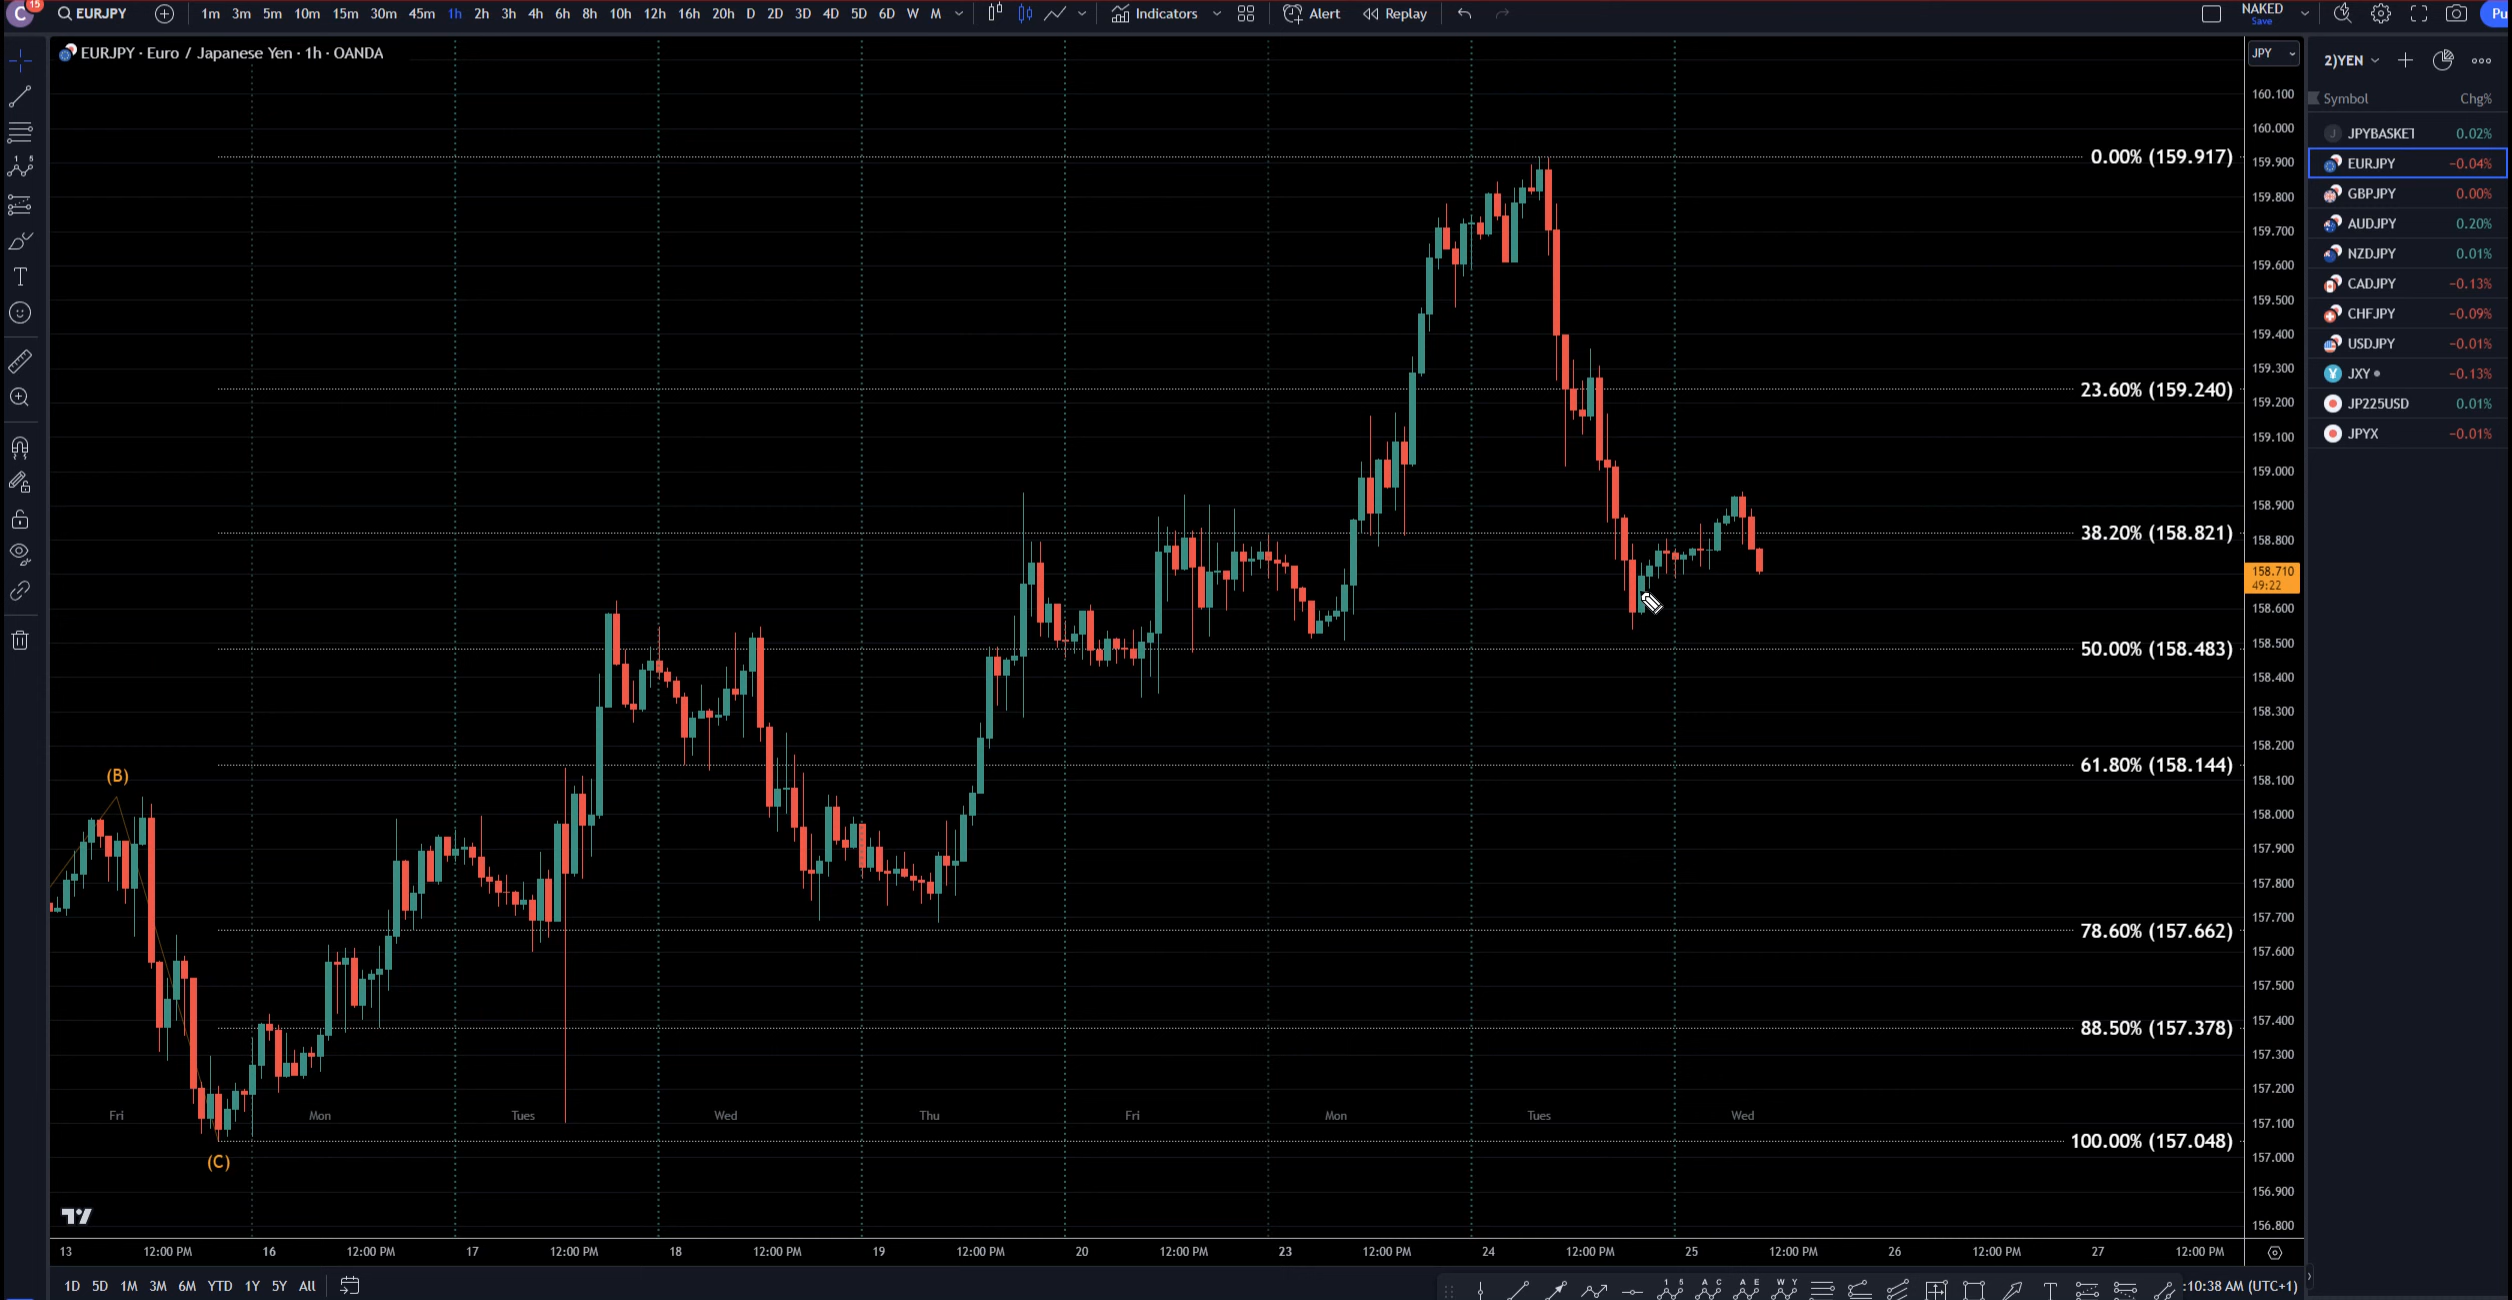 C 15 EURJPY 1m 3m 5m 10m 15m 30m 45m 1h 2h 3h 4h 6h 8h 10h 12h 16h 20h D 2D 3D 4D 5D 6D W M Indicators Alert Replay NAKED Save Pu
EURJPY · Euro / Japanese Yen · 1h · OANDA
JPY
2)YEN
Symbol Chg%
JPYBASKET 0.02%
EURJPY −0.04%
GBPJPY 0.00%
AUDJPY 0.20%
NZDJPY 0.01%
CADJPY −0.13%
CHFJPY −0.09%
USDJPY −0.01%
JXY −0.13%
JP225USD 0.01%
JPYX −0.01%
160.100
160.000
0.00% (159.917)
159.900
159.800
159.700
159.600
159.500
159.400
159.300
23.60% (159.240)
159.200
159.100
159.000
158.900
38.20% (158.821)
158.800
158.710
49:22
158.600
50.00% (158.483)
158.500
158.400
158.300
158.200
61.80% (158.144)
158.100
(B)
158.000
157.900
157.800
157.700
78.60% (157.662)
157.600
157.500
157.400
88.50% (157.378)
157.300
157.200
Fri Mon Tues Wed Thu Fri Mon Tues Wed
157.100
100.00% (157.048)
157.000
(C)
156.900
156.800
13 12:00 PM 16 12:00 PM 17 12:00 PM 18 12:00 PM 19 12:00 PM 20 12:00 PM 23 12:00 PM 24 12:00 PM 25 12:00 PM 26 12:00 PM 27 12:00 PM
1D 5D 1M 3M 6M YTD 1Y 5Y All :10:38 AM (UTC+1)